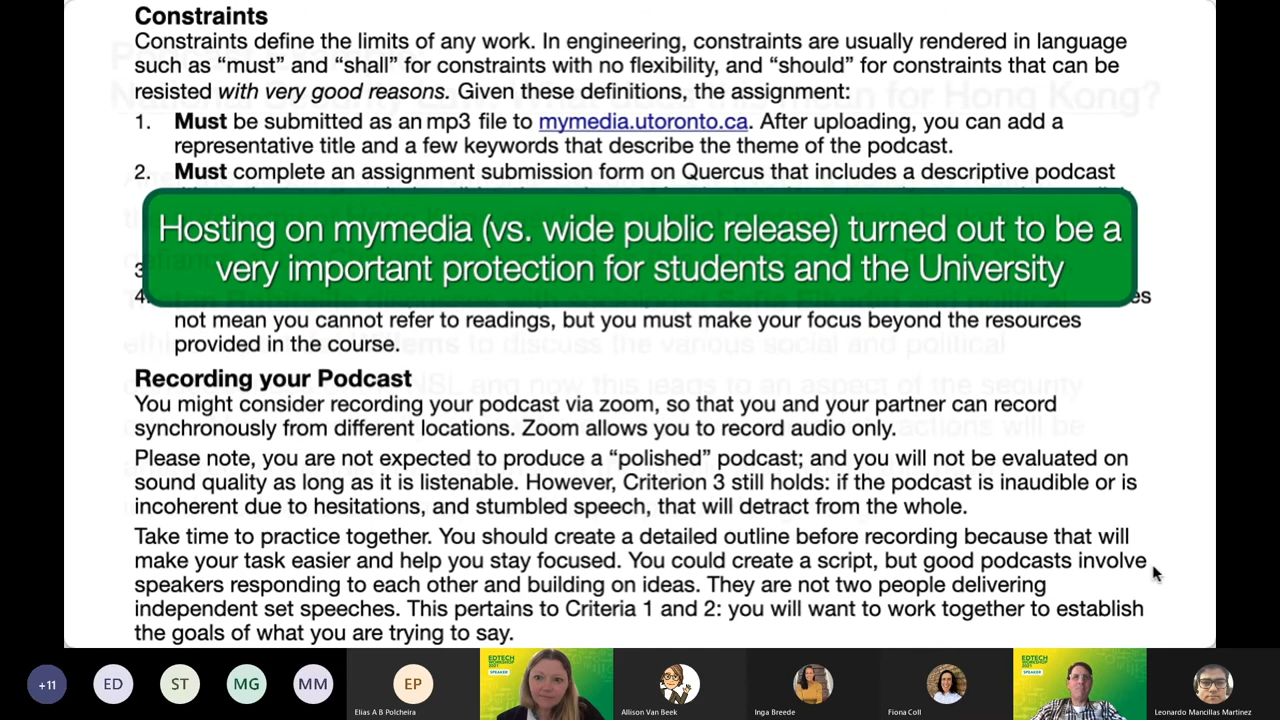 Constraints
Constraints define the limits of any work. In engineering, constraints are usually rendered in language
such as “must” and “shall” for constraints with no flexibility, and “should” for constraints that can be
resisted with very good reasons. Given these definitions, the assignment:
1. Must be submitted as an mp3 file to mymedia.utoronto.ca. After uploading, you can add a
representative title and a few keywords that describe the theme of the podcast.
2. Must complete an assignment submission form on Quercus that includes a descriptive podcast
Hosting on mymedia (vs. wide public release) turned out to be a
very important protection for students and the University
3
4.
es
not mean you cannot refer to readings, but you must make your focus beyond the resources
provided in the course.
Recording your Podcast
You might consider recording your podcast via zoom, so that you and your partner can record
synchronously from different locations. Zoom allows you to record audio only.
Please note, you are not expected to produce a “polished” podcast; and you will not be evaluated on
sound quality as long as it is listenable. However, Criterion 3 still holds: if the podcast is inaudible or is
incoherent due to hesitations, and stumbled speech, that will detract from the whole.
Take time to practice together. You should create a detailed outline before recording because that will
make your task easier and help you stay focused. You could create a script, but good podcasts involve
speakers responding to each other and building on ideas. They are not two people delivering
independent set speeches. This pertains to Criteria 1 and 2: you will want to work together to establish
the goals of what you are trying to say.
+11
ED
ST
MG
MM
EP
Elias A B Polcheira
EDTECH
WORKSHOP
2021
SPEAKER
Allison Van Beek
Inga Breede
Fiona Coll
EDTECH
WORKSHOP
2021
SPEAKER
Leonardo Mancillas Martinez